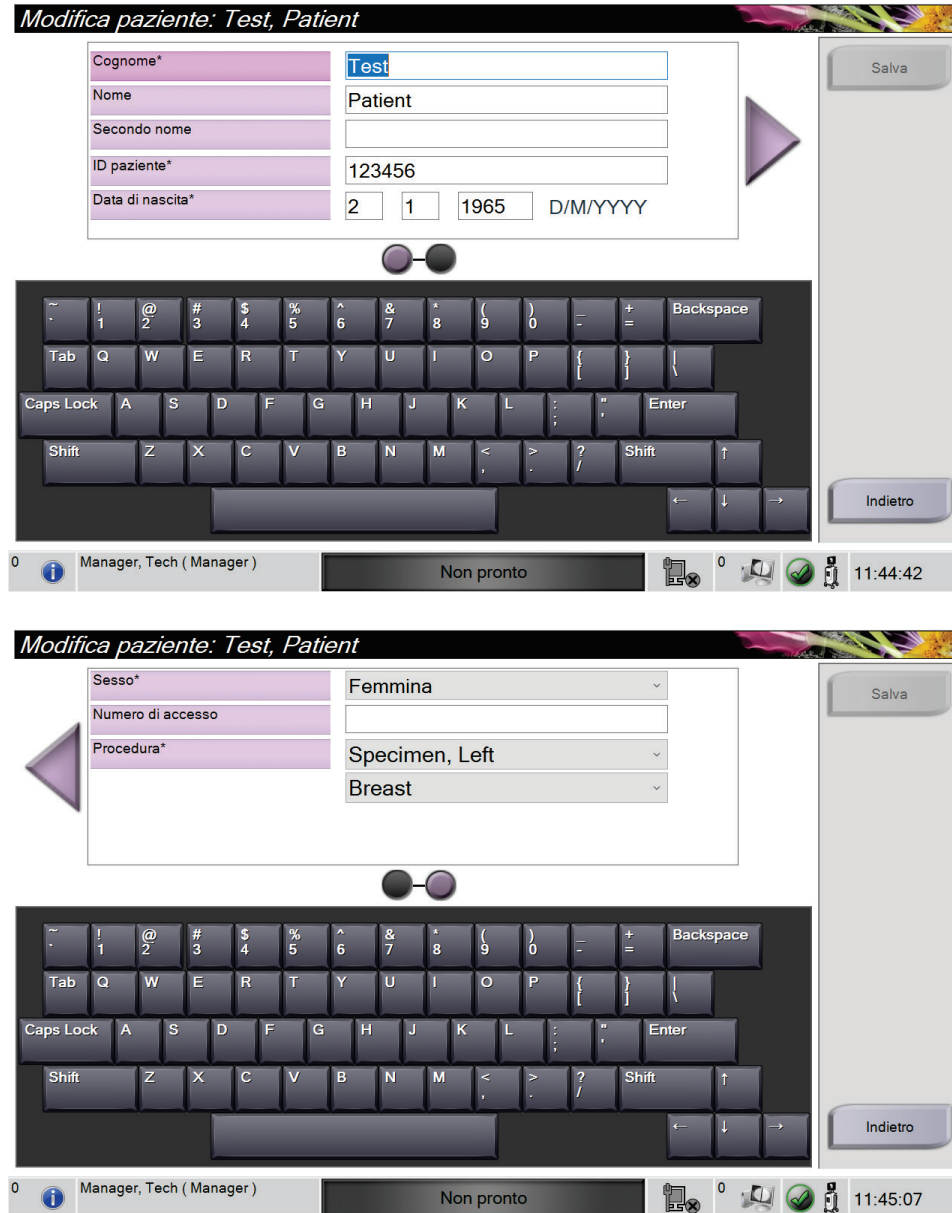 Modifica paziente: Test, Patient
Cognome*
Test
Salva
Nome
Patient
Secondo nome
ID paziente*
123456
Data di nascita*
2 1 1965 D/M/YYYY
~ ! @ # $ % ^ & * ( ) _ + Backspace
` 1 2 3 4 5 6 7 8 9 0 - =
Tab Q W E R T Y U I O P { } |
[ ] \
Caps Lock A S D F G H J K L : " Enter
; '
Shift Z X C V B N M < > ? Shift ↑
, . /
← ↓ →
Indietro
0 Manager, Tech ( Manager ) Non pronto 0 11:44:42
Modifica paziente: Test, Patient
Sesso*
Femmina
Salva
Numero di accesso
Procedura*
Specimen, Left
Breast
~ ! @ # $ % ^ & * ( ) _ + Backspace
` 1 2 3 4 5 6 7 8 9 0 - =
Tab Q W E R T Y U I O P { } |
[ ] \
Caps Lock A S D F G H J K L : " Enter
; '
Shift Z X C V B N M < > ? Shift ↑
, . /
← ↓ →
Indietro
0 Manager, Tech ( Manager ) Non pronto 0 11:45:07